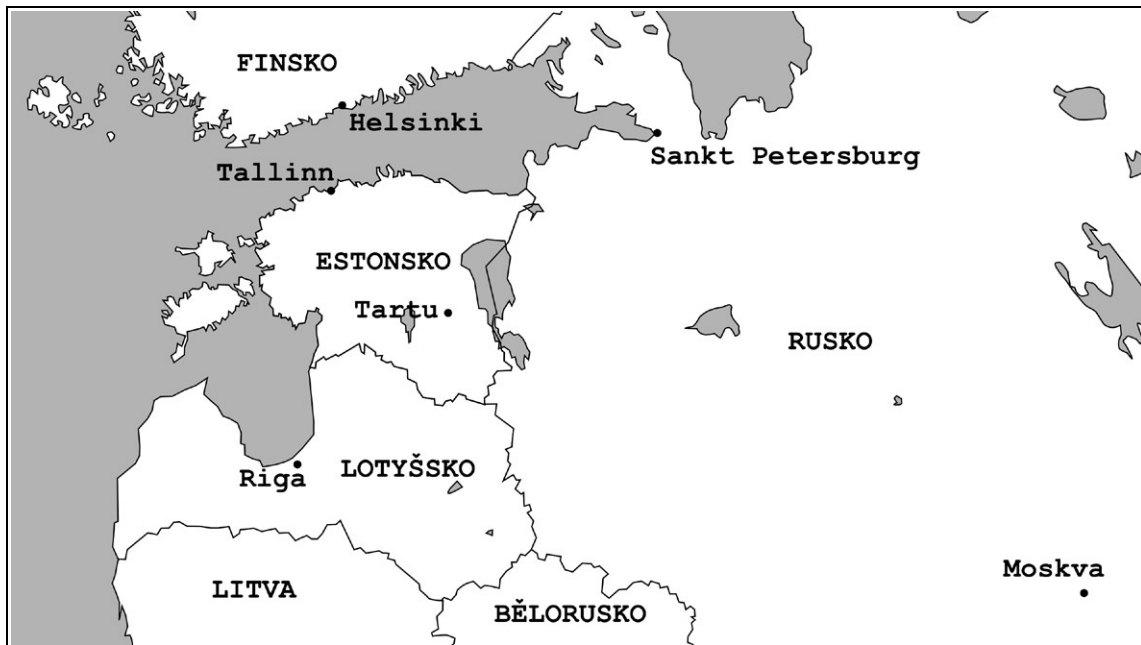 FINSKO
Helsinki
Sankt Petersburg
Tallinn
ESTONSKO
Tartu
RUSKO
Riga
LOTYŠSKO
Moskva
LITVA
BĚLORUSKO